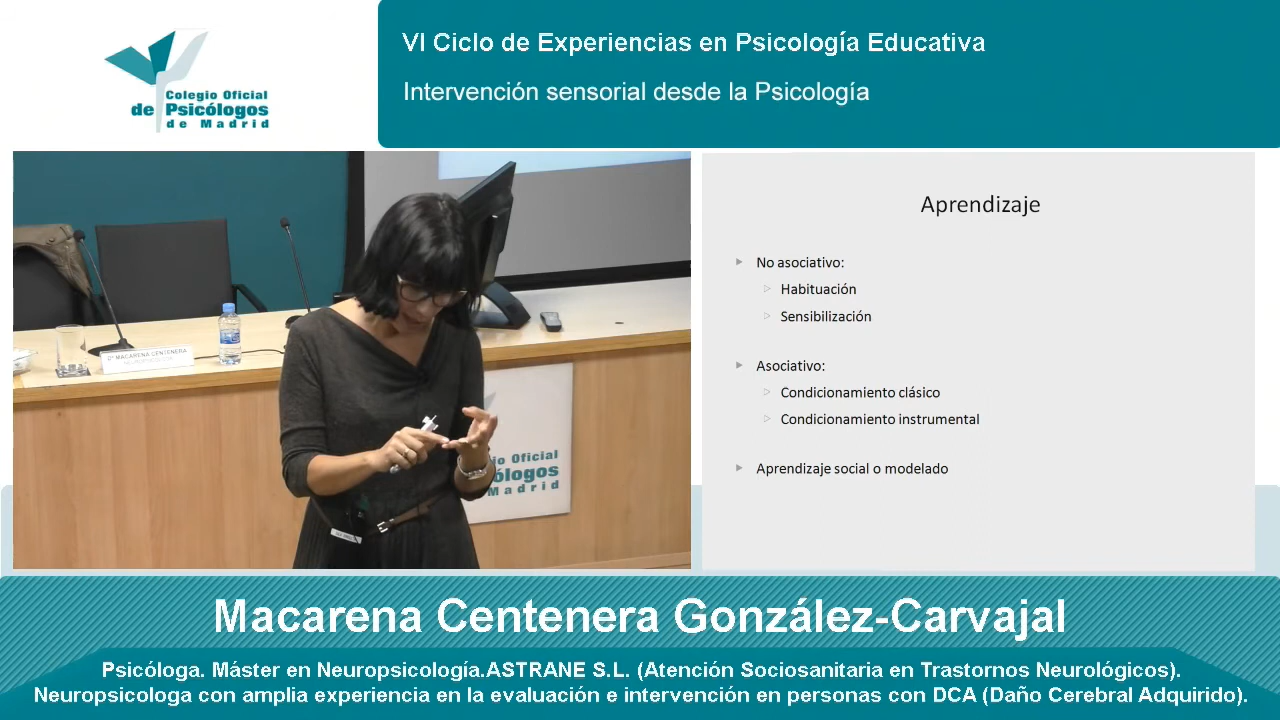 VI Ciclo de Experiencias en Psicología Educativa
Intervención sensorial desde la Psicología
Colegio Oficial
de Psicólogos
de Madrid
Dª MACARENA CENTENERA
io Oficial
ólogos
Madrid
Aprendizaje
No asociativo:
Habituación
Sensibilización
Asociativo:
Condicionamiento clásico
Condicionamiento instrumental
Aprendizaje social o modelado
Macarena Centenera González-Carvajal
Psicóloga. Máster en Neuropsicología.ASTRANE S.L. (Atención Sociosanitaria en Trastornos Neurológicos).
Neuropsicologa con amplia experiencia en la evaluación e intervención en personas con DCA (Daño Cerebral Adquirido).